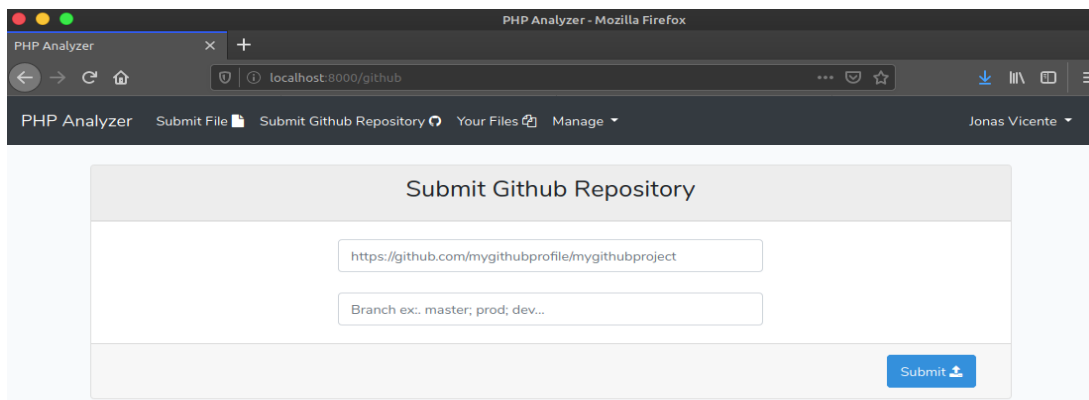 PHP Analyzer - Mozilla Firefox
PHP Analyzer
localhost:8000/github
PHP Analyzer Submit File Submit Github Repository Your Files Manage Jonas Vicente
Submit Github Repository
https://github.com/mygithubprofile/mygithubproject
Branch ex:. master; prod; dev...
Submit